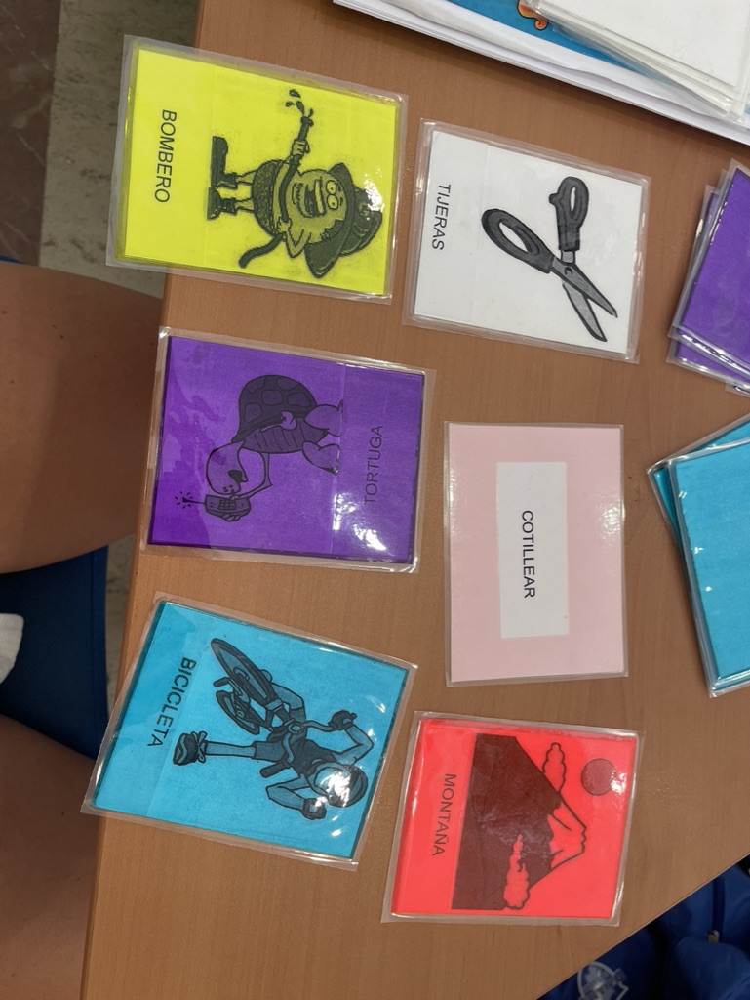 TIJERAS
COTILLEAR
MONTAÑA
BOMBERO
TORTUGA
BICICLETA